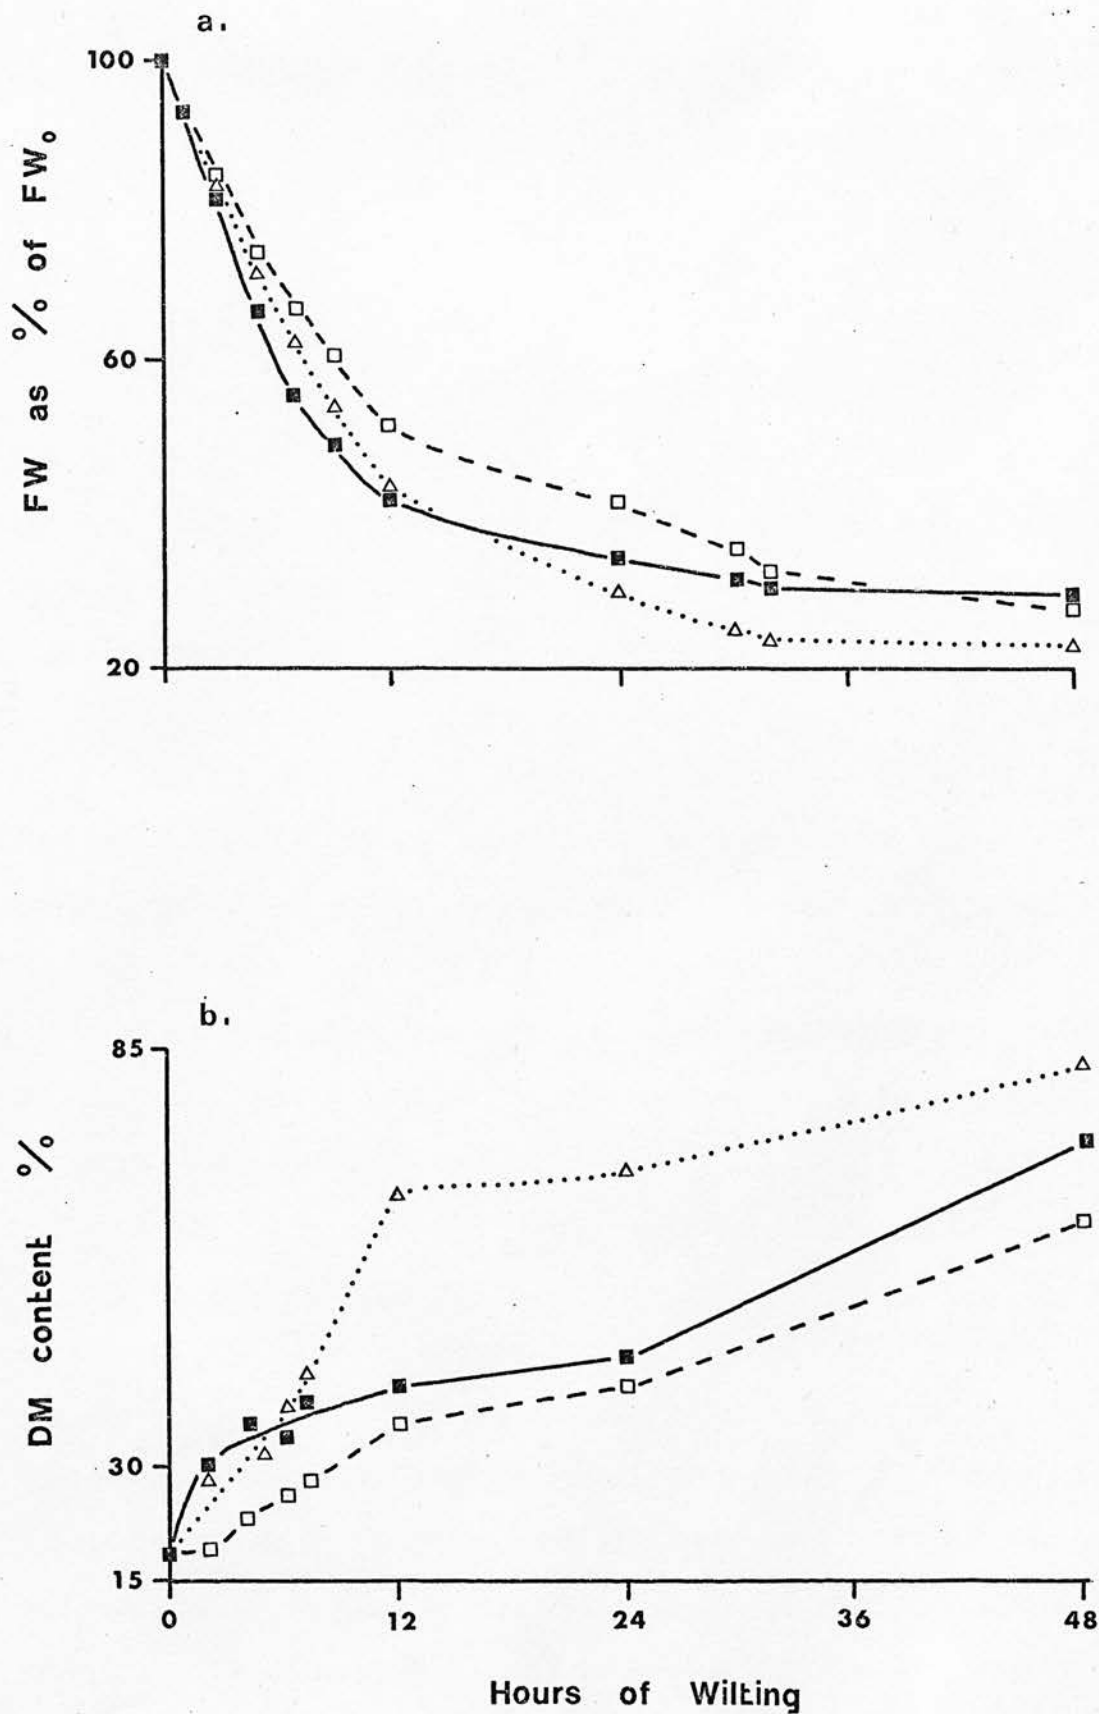 a.
100
60
20
FW as % of FW₀
b.
85
30
15
DM content %
0 12 24 36 48
Hours of Wilting